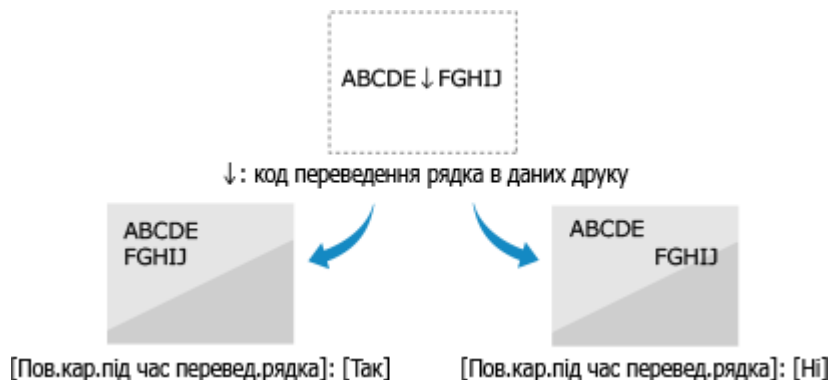 ABCDE↓FGHIJ
↓: код переведення рядка в даних друку
ABCDE
FGHIJ
ABCDE
FGHIJ
[Пов.кар.під час перевед.рядка]: [Так]
[Пов.кар.під час перевед.рядка]: [Ні]